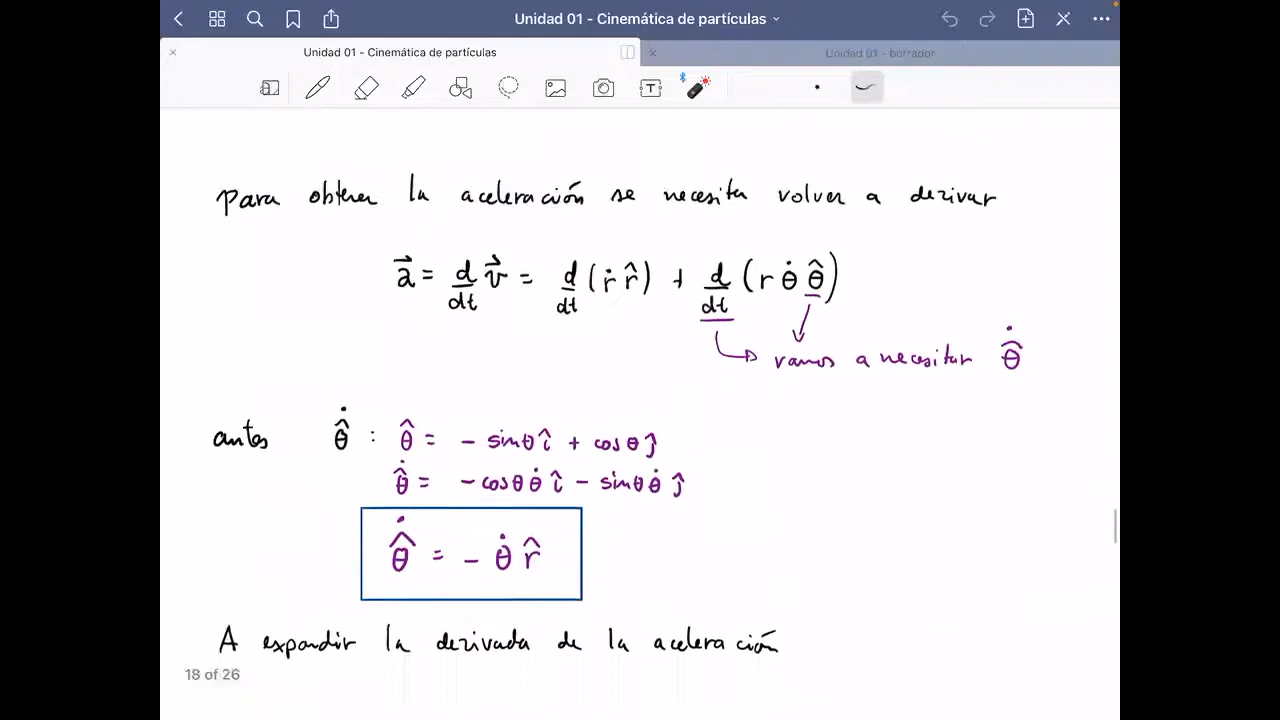 Unidad 01 - Cinemática de partículas
Unidad 01 - Cinemática de partículas
Unidad 01 - borrador
para obtener la aceleración se necesita volver a derivar
a⃗ = d/dt v⃗ = d/dt (ṙ r̂) + d/dt (r θ̇ θ̂)
vamos a necesitar θ̂̇
antes θ̂̇ : θ̂ = - sinθ î + cosθ ĵ
θ̂̇ = - cosθ θ̇ î - sinθ θ̇ ĵ
θ̂̇ = - θ̇ r̂
A expandir la derivada de la aceleración
18 of 26